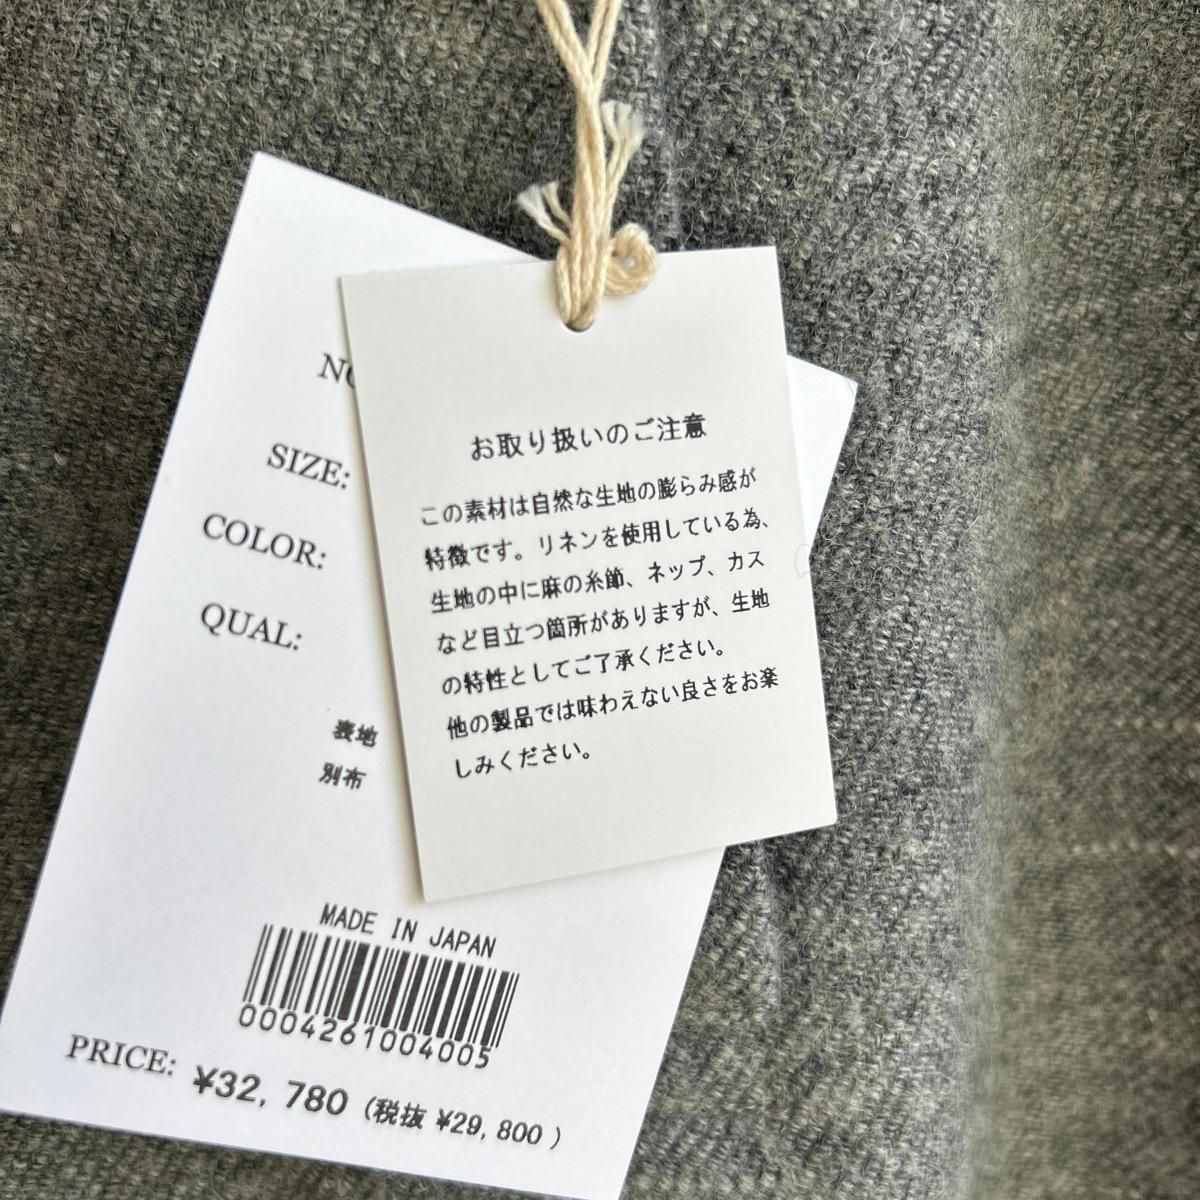 お取り扱いのご注意
この素材は自然な生地の膨らみ感が
特徴です。リネンを使用している為、
生地の中に麻の糸節、ネップ、カス
など目立つ箇所がありますが、生地
の特性としてご了承ください。
他の製品では味わえない良さをお楽
しみください。
SIZE:
COLOR:
QUAL:
表地
別布
MADE IN JAPAN
0004261004005
PRICE: ¥32,780 (税抜 ¥29,800)